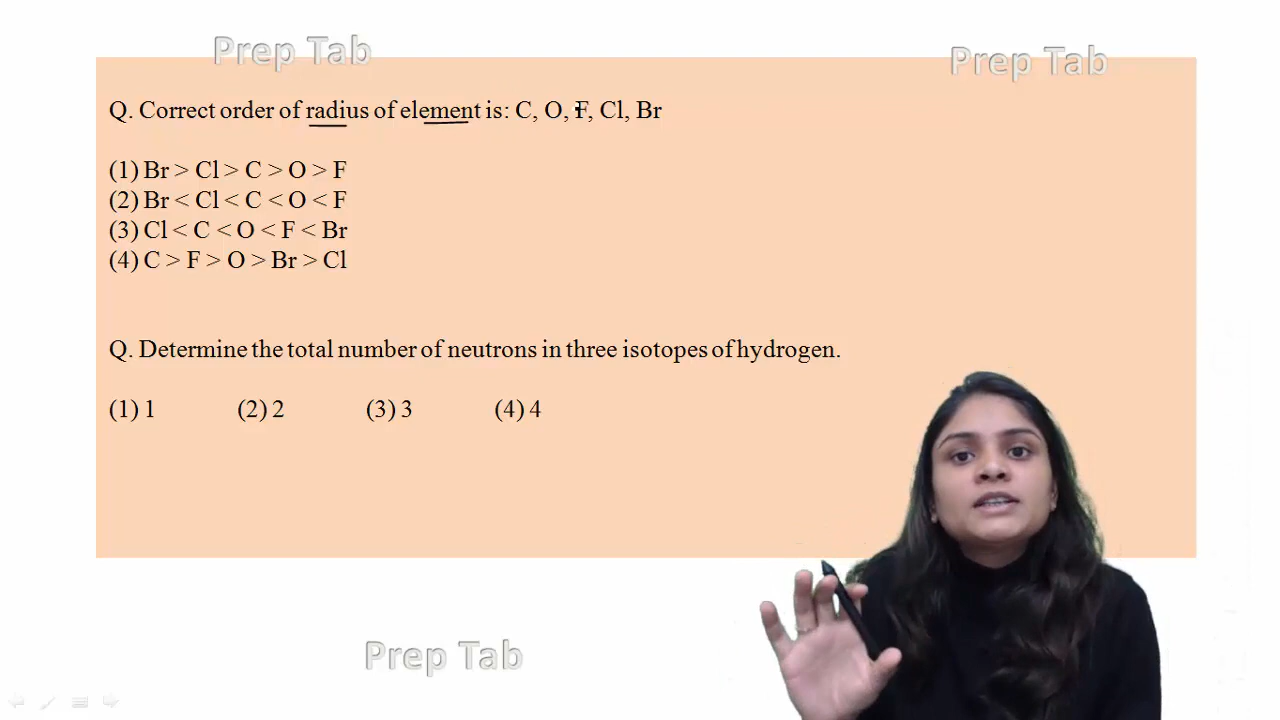 Prep Tab
Prep Tab
Q. Correct order of radius of element is: C, O, F, Cl, Br
(1) Br > Cl > C > O > F
(2) Br < Cl < C < O < F
(3) Cl < C < O < F < Br
(4) C > F > O > Br > Cl
Q. Determine the total number of neutrons in three isotopes of hydrogen.
(1) 1 (2) 2 (3) 3 (4) 4
Prep Tab